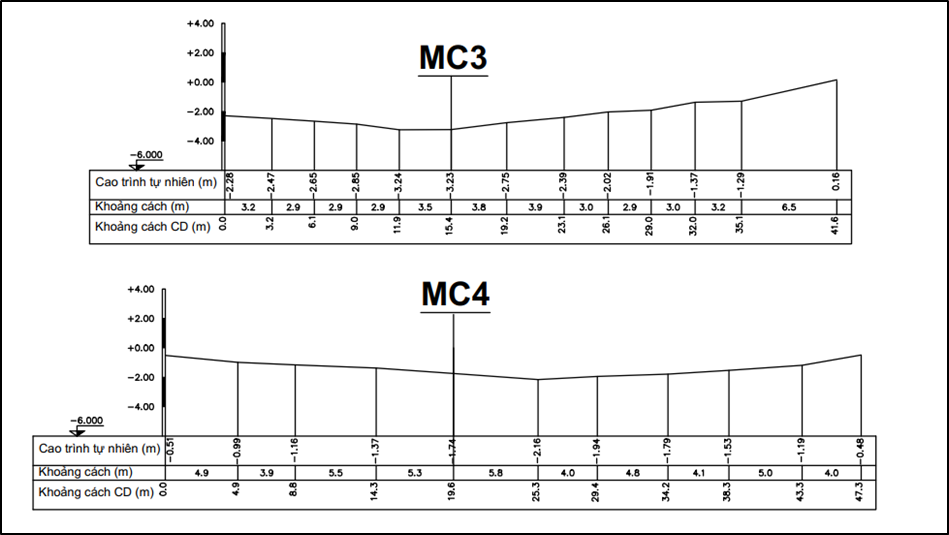 +4.00
MC3
+2.00
+0.00
−2.00
−4.00
−6.000
Cao trình tự nhiên (m) −2.28 −2.47 −2.65 −2.85 −3.24 −3.23 −2.75 −2.39 −2.02 −1.91 −1.37 −1.29 0.16
Khoảng cách (m) 3.2 2.9 2.9 2.9 3.5 3.8 3.9 3.0 2.9 3.0 3.2 6.5
Khoảng cách CD (m) 0.0 3.2 6.1 9.0 11.9 15.4 19.2 23.1 26.1 29.0 32.0 35.1 41.6
MC4
+4.00
+2.00
+0.00
−2.00
−4.00
−6.000
Cao trình tự nhiên (m) −0.51 −0.99 −1.16 −1.37 −1.74 −2.16 −1.94 −1.79 −1.53 −1.19 −0.48
Khoảng cách (m) 4.9 3.9 5.5 5.3 5.8 4.0 4.8 4.1 5.0 4.0
Khoảng cách CD (m) 0.0 4.9 8.8 14.3 19.6 25.3 29.4 34.2 38.3 43.3 47.3